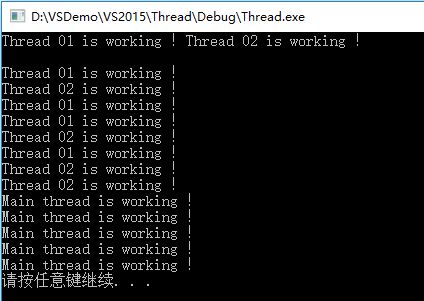 D:\VSDemo\VS2015\Thread\Debug\Thread.exe
Thread 01 is working ! Thread 02 is working !
Thread 01 is working !
Thread 02 is working !
Thread 01 is working !
Thread 01 is working !
Thread 02 is working !
Thread 01 is working !
Thread 02 is working !
Thread 02 is working !
Main thread is working !
Main thread is working !
Main thread is working !
Main thread is working !
Main thread is working !
请按任意键继续. . .